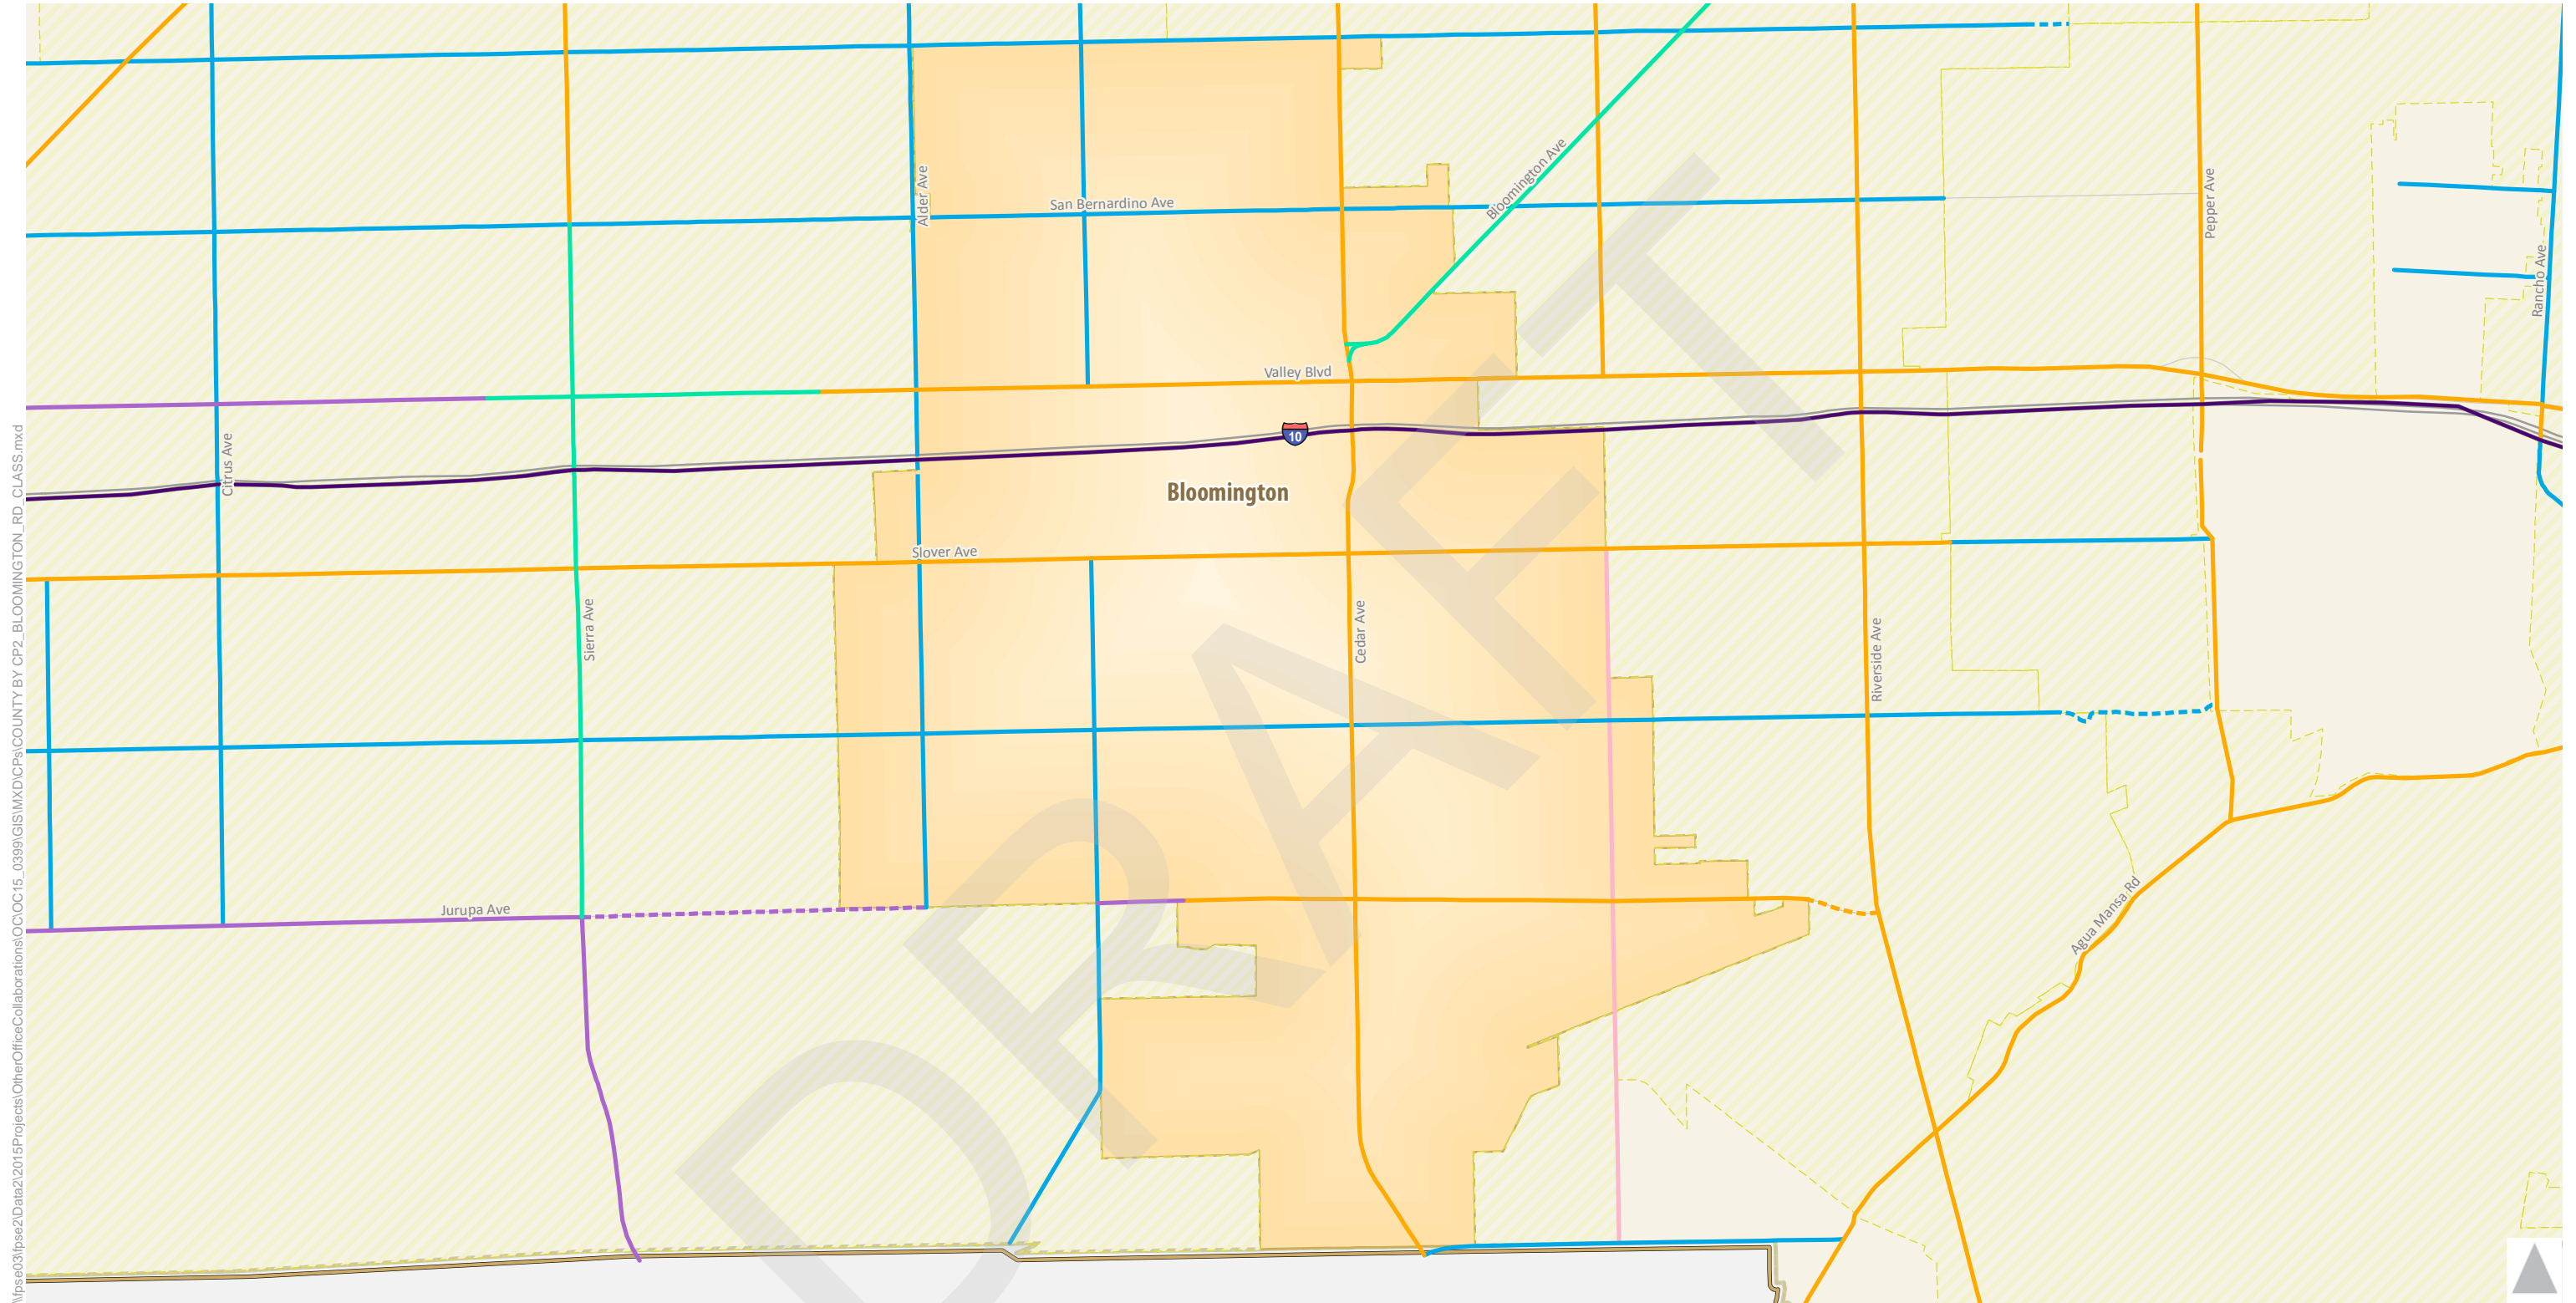 Alder Ave
San Bernardino Ave
Bloomington Ave
Pepper Ave
Rancho Ave
Valley Blvd
10
Citrus Ave
Bloomington
Slover Ave
Sierra Ave
Cedar Ave
Riverside Ave
Jurupa Ave
Agua Mansa Rd
DRAFT
\\fpse03\fpse2\Data2\2015Projects\OtherOfficeCollaborations\OC\OC15_0399\GIS\MXD\CPs\COUNTY BY CP2_BLOOMINGTON_RD_CLASS.mxd